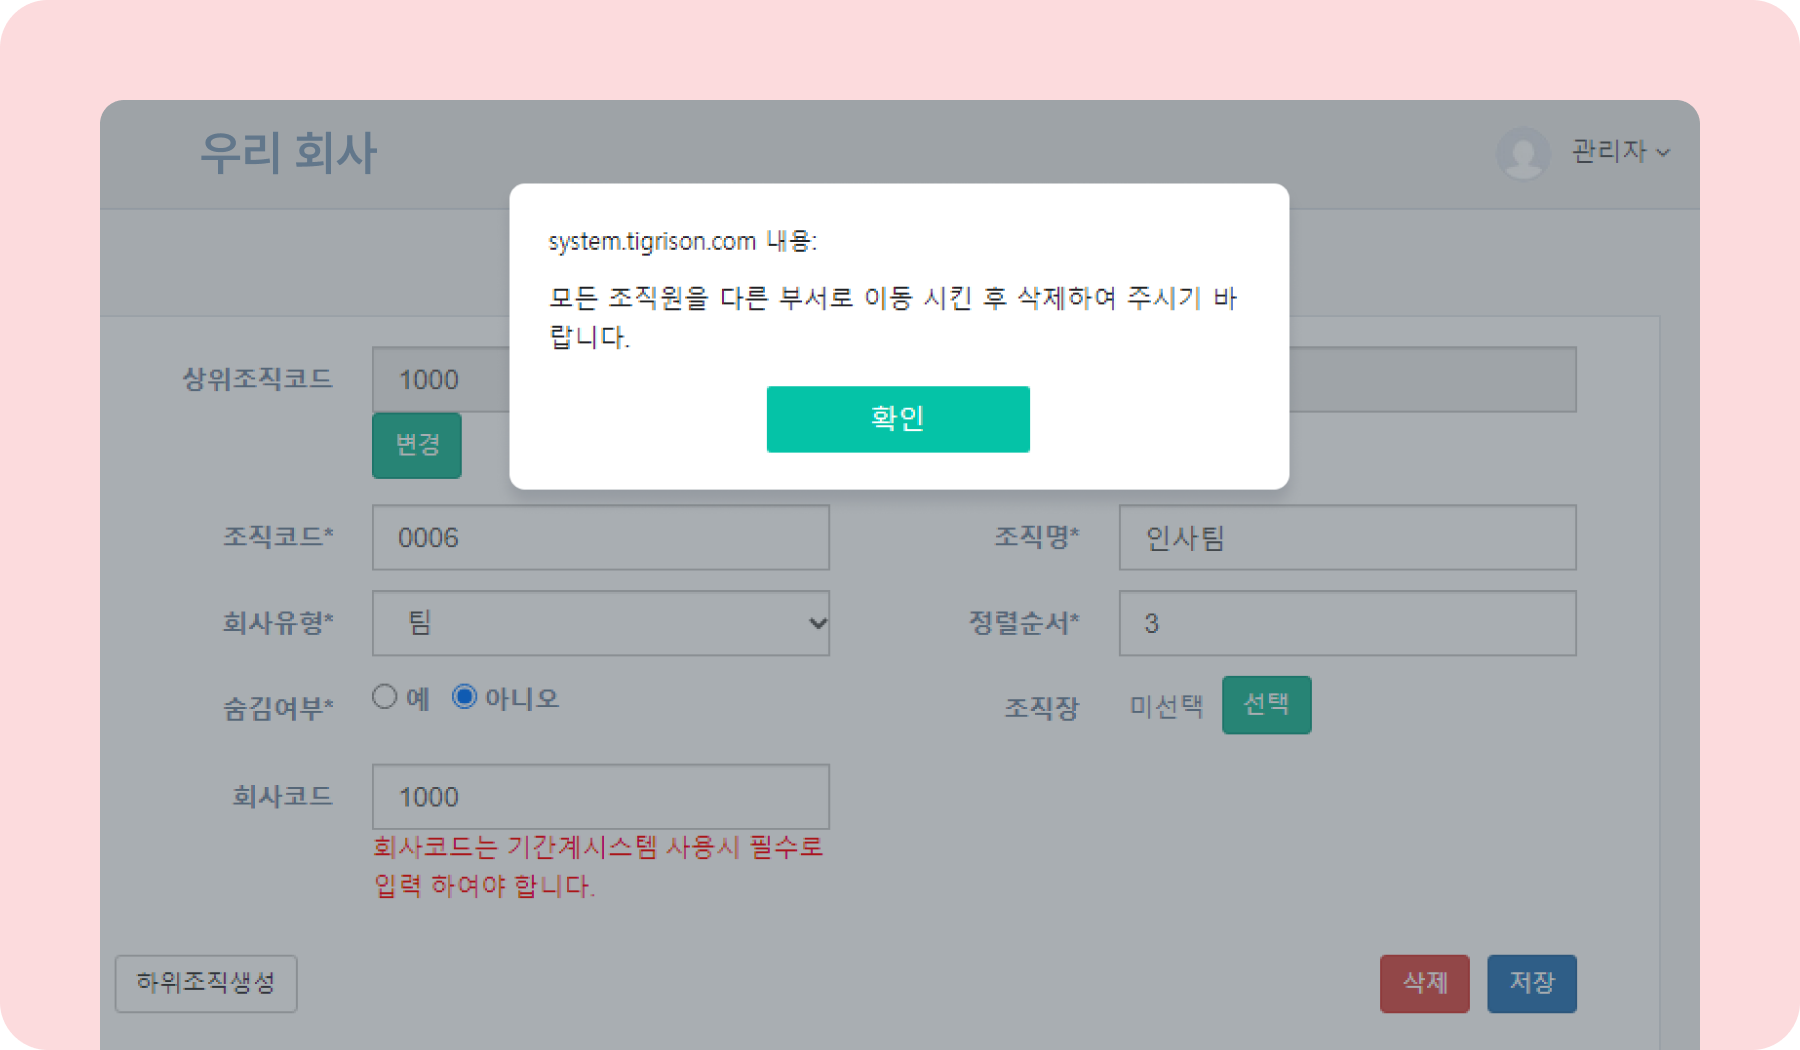 우리 회사
관리자
system.tigrison.com 내용:
모든 조직원을 다른 부서로 이동 시킨 후 삭제하여 주시기 바
랍니다.
확인
상위조직코드 1000
변경
조직코드* 0006 조직명* 인사팀
회사유형* 팀 정렬순서* 3
숨김여부* 예 아니오 조직장 미선택 선택
회사코드 1000
회사코드는 기간계시스템 사용시 필수로
입력 하여야 합니다.
하위조직생성 삭제 저장